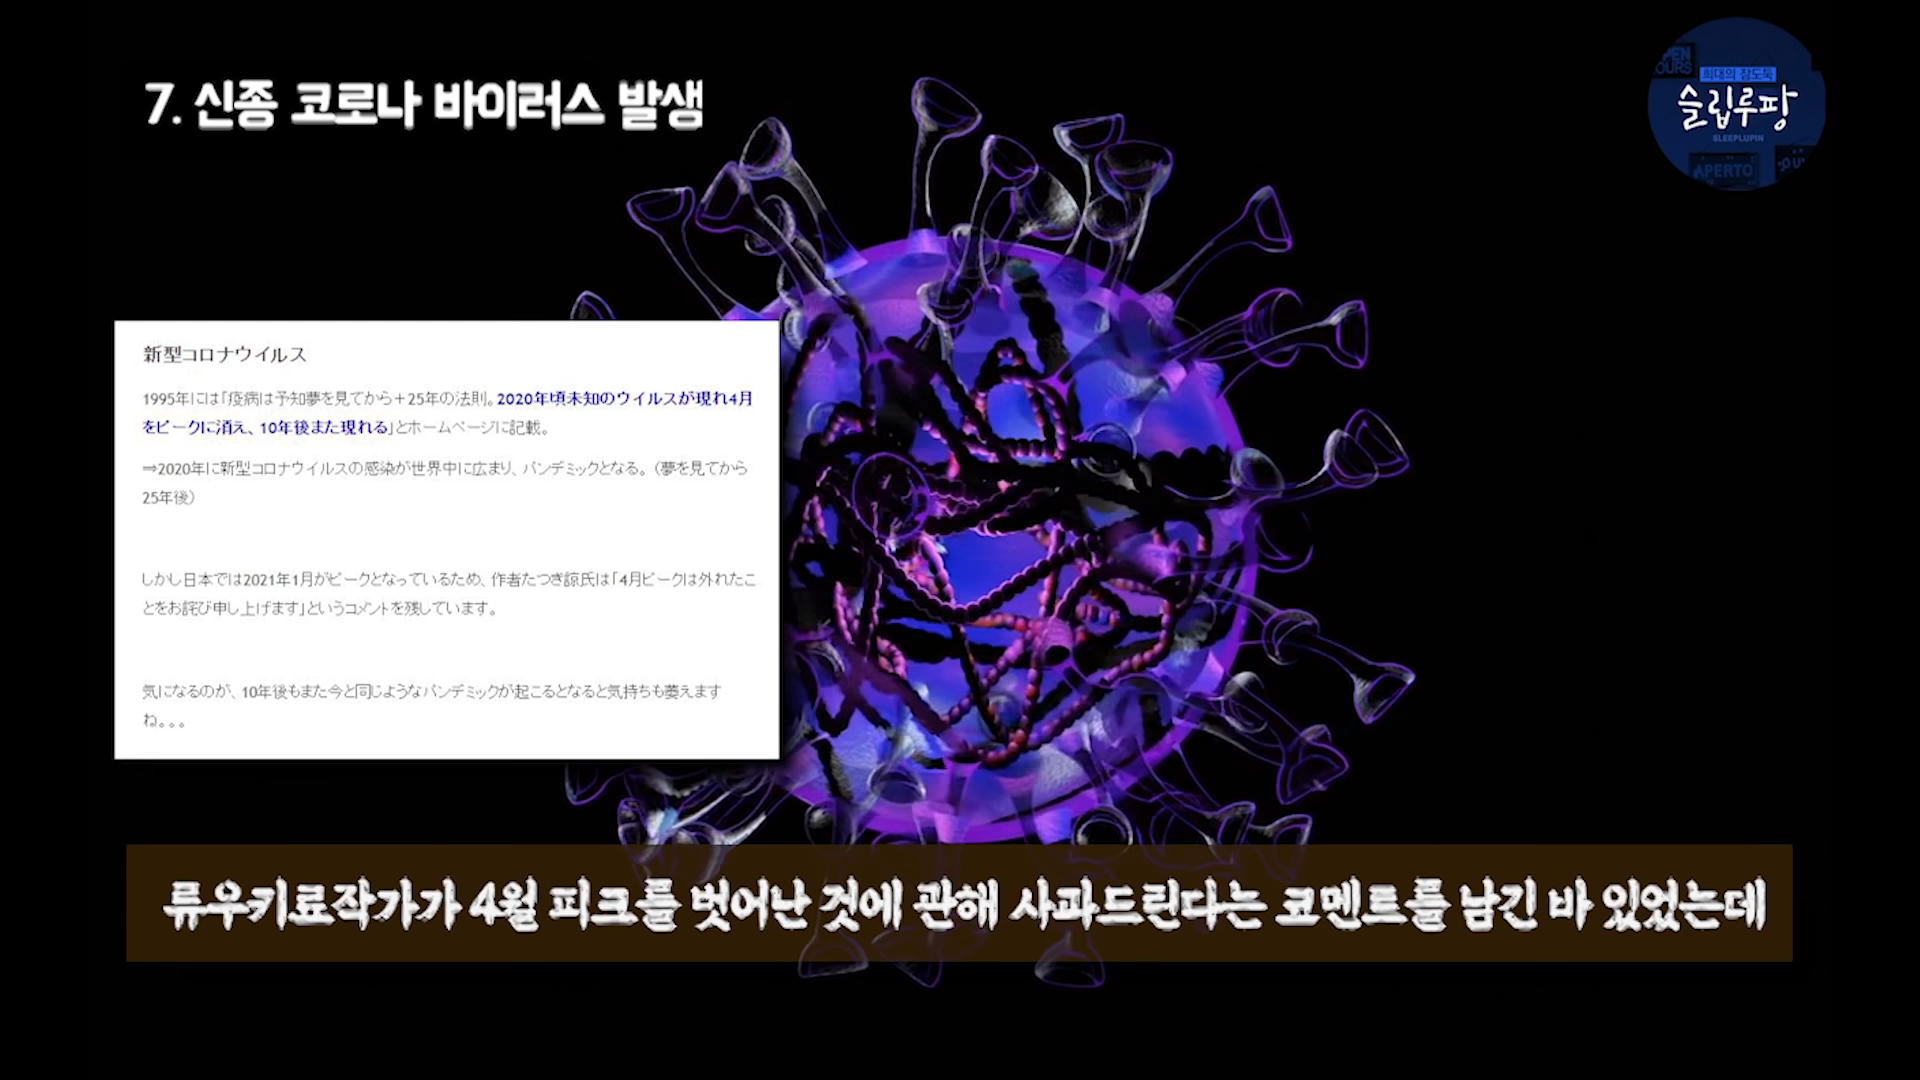 7. 신종 코로나 바이러스 발생
희대의 잠도둑
슬립루팡
SLEEPLUPIN
APERTO
新型コロナウイルス
1995年には「疫病は予知夢を見てから＋25年の法則。2020年頃未知のウイルスが現れ4月
をピークに消え、10年後また現れる」とホームページに記載。
⇒2020年に新型コロナウイルスの感染が世界中に広まり、パンデミックとなる。（夢を見てから
25年後）
しかし日本では2021年1月がピークとなっているため、作者たつき諒氏は「4月ピークは外れたこ
とをお詫び申し上げます」というコメントを残しています。
気になるのが、10年後もまた今と同じようなパンデミックが起こるとなると気持ちも萎えます
ね。。。
류우키료작가가 4월 피크를 벗어난 것에 관해 사파드린다는 코멘트를 남긴 바 있었는데